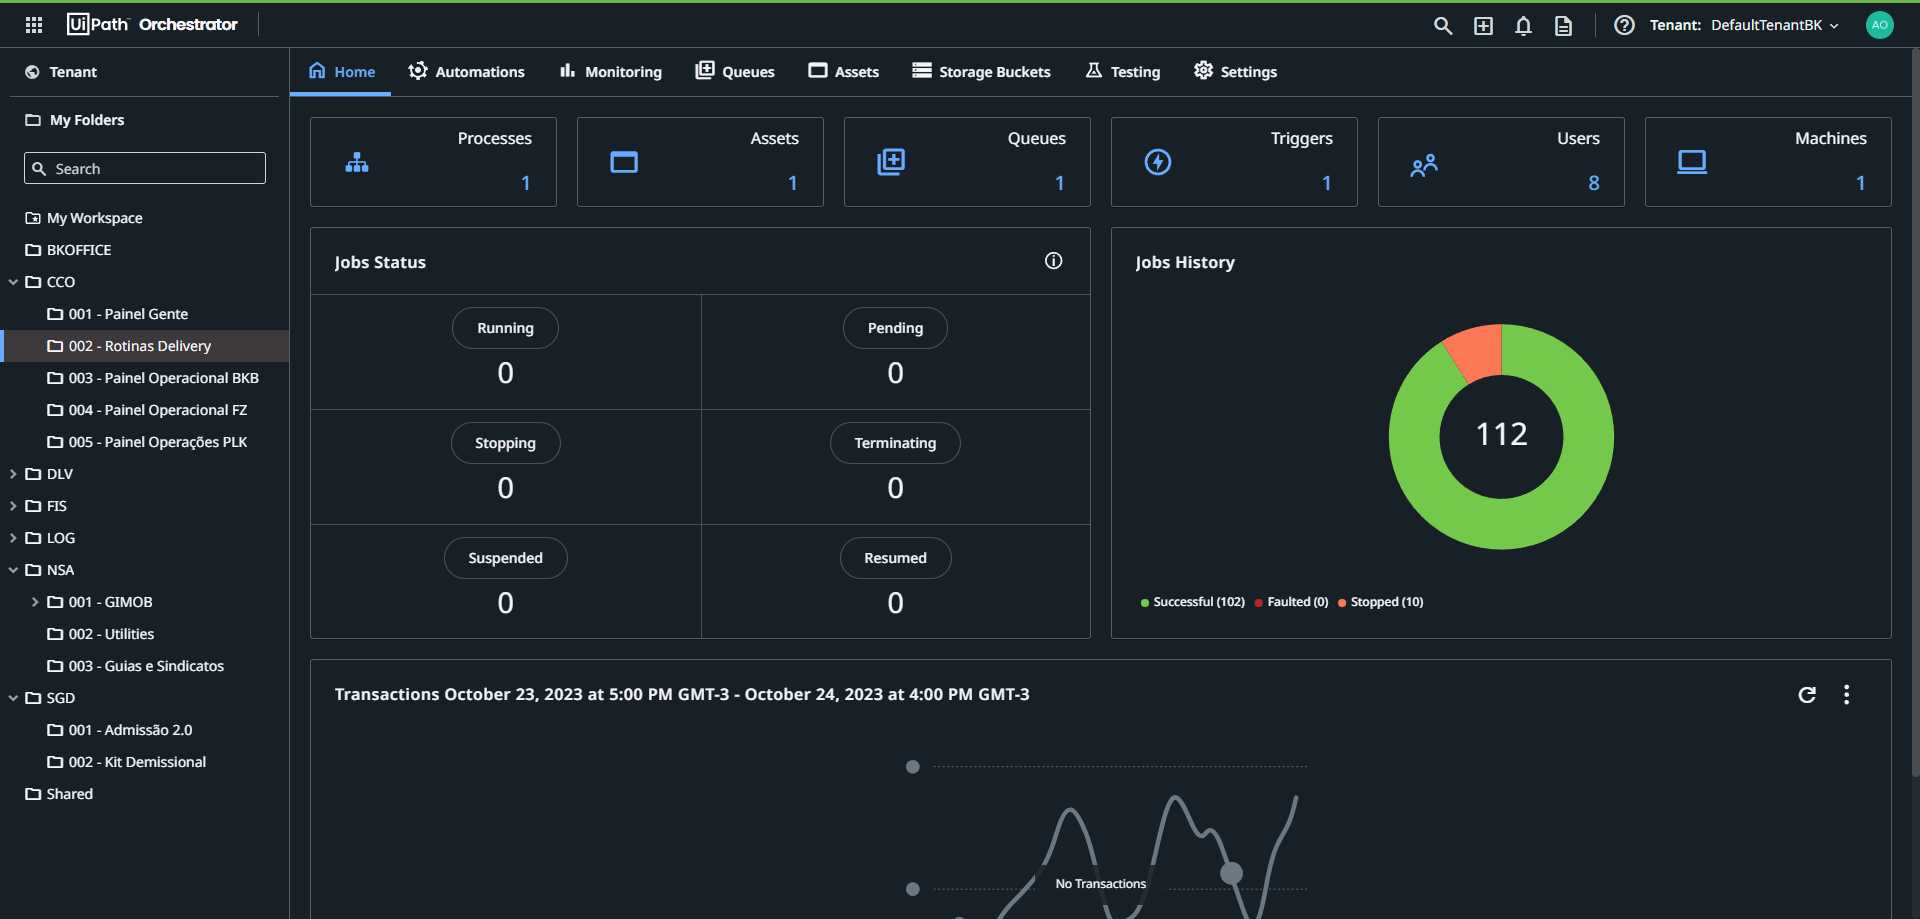 UiPath Orchestrator
Tenant: DefaultTenantBK
AO
Tenant
My Folders
Search
My Workspace
BKOFFICE
CCO
001 - Painel Gente
002 - Rotinas Delivery
003 - Painel Operacional BKB
004 - Painel Operacional FZ
005 - Painel Operações PLK
DLV
FIS
LOG
NSA
001 - GIMOB
002 - Utilities
003 - Guias e Sindicatos
SGD
001 - Admissão 2.0
002 - Kit Demissional
Shared
Home Automations Monitoring Queues Assets Storage Buckets Testing Settings
Processes
1
Assets
1
Queues
1
Triggers
1
Users
8
Machines
1
Jobs Status
Running
0
Pending
0
Stopping
0
Terminating
0
Suspended
0
Resumed
0
Jobs History
112
Successful (102) Faulted (0) Stopped (10)
Transactions October 23, 2023 at 5:00 PM GMT-3 - October 24, 2023 at 4:00 PM GMT-3
No Transactions